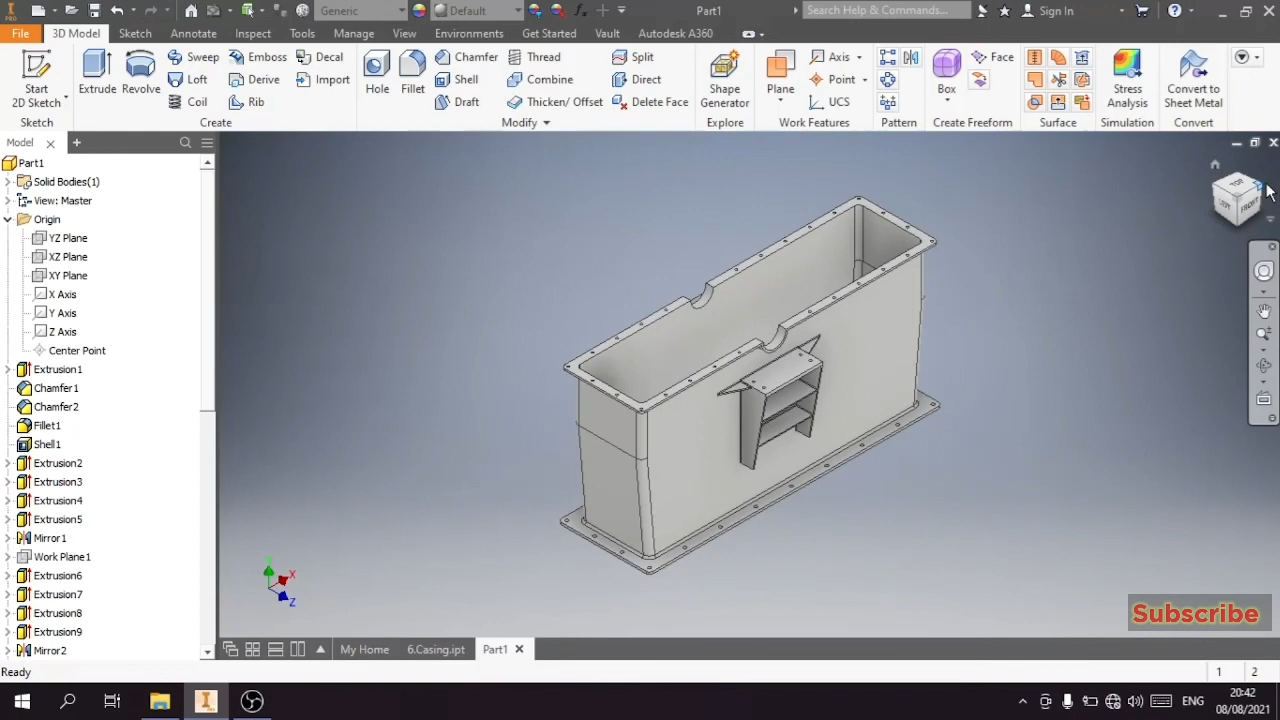 Generic
Default
Part1
Search Help & Commands...
Sign In
PRO
File
3D Model
Sketch
Annotate
Inspect
Tools
Manage
View
Environments
Get Started
Vault
Autodesk A360
Start
2D Sketch
Extrude
Revolve
Sweep
Loft
Coil
Emboss
Derive
Rib
Decal
Import
Hole
Fillet
Chamfer
Shell
Draft
Thread
Combine
Thicken/ Offset
Split
Direct
Delete Face
Shape
Generator
Plane
Axis
Point
UCS
Box
Face
Stress
Analysis
Convert to
Sheet Metal
Sketch
Create
Modify
Explore
Work Features
Pattern
Create Freeform
Surface
Simulation
Convert
Model
Part1
Solid Bodies(1)
View: Master
Origin
YZ Plane
XZ Plane
XY Plane
X Axis
Y Axis
Z Axis
Center Point
Extrusion1
Chamfer1
Chamfer2
Fillet1
Shell1
Extrusion2
Extrusion3
Extrusion4
Extrusion5
Mirror1
Work Plane1
Extrusion6
Extrusion7
Extrusion8
Extrusion9
Mirror2
TOP
LEFT
FRONT
Y
X
Z
Subscribe
My Home
6.Casing.ipt
Part1
Ready
1
2
ENG
20:42
08/08/2021